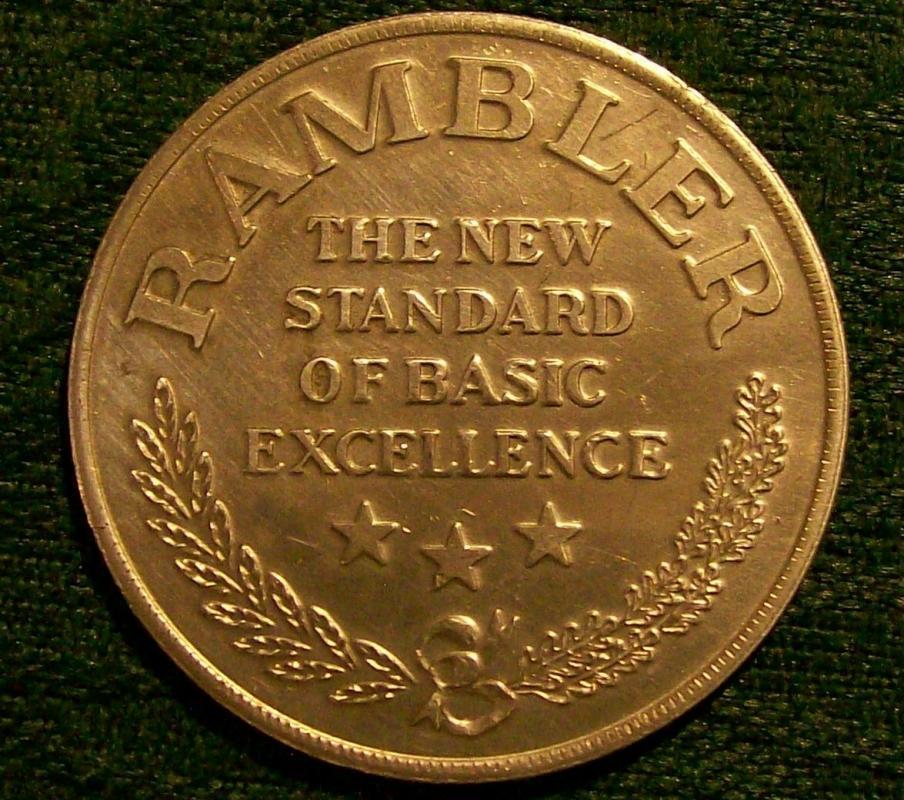 RAMBLER
THE NEW
STANDARD
OF BASIC
EXCELLENCE